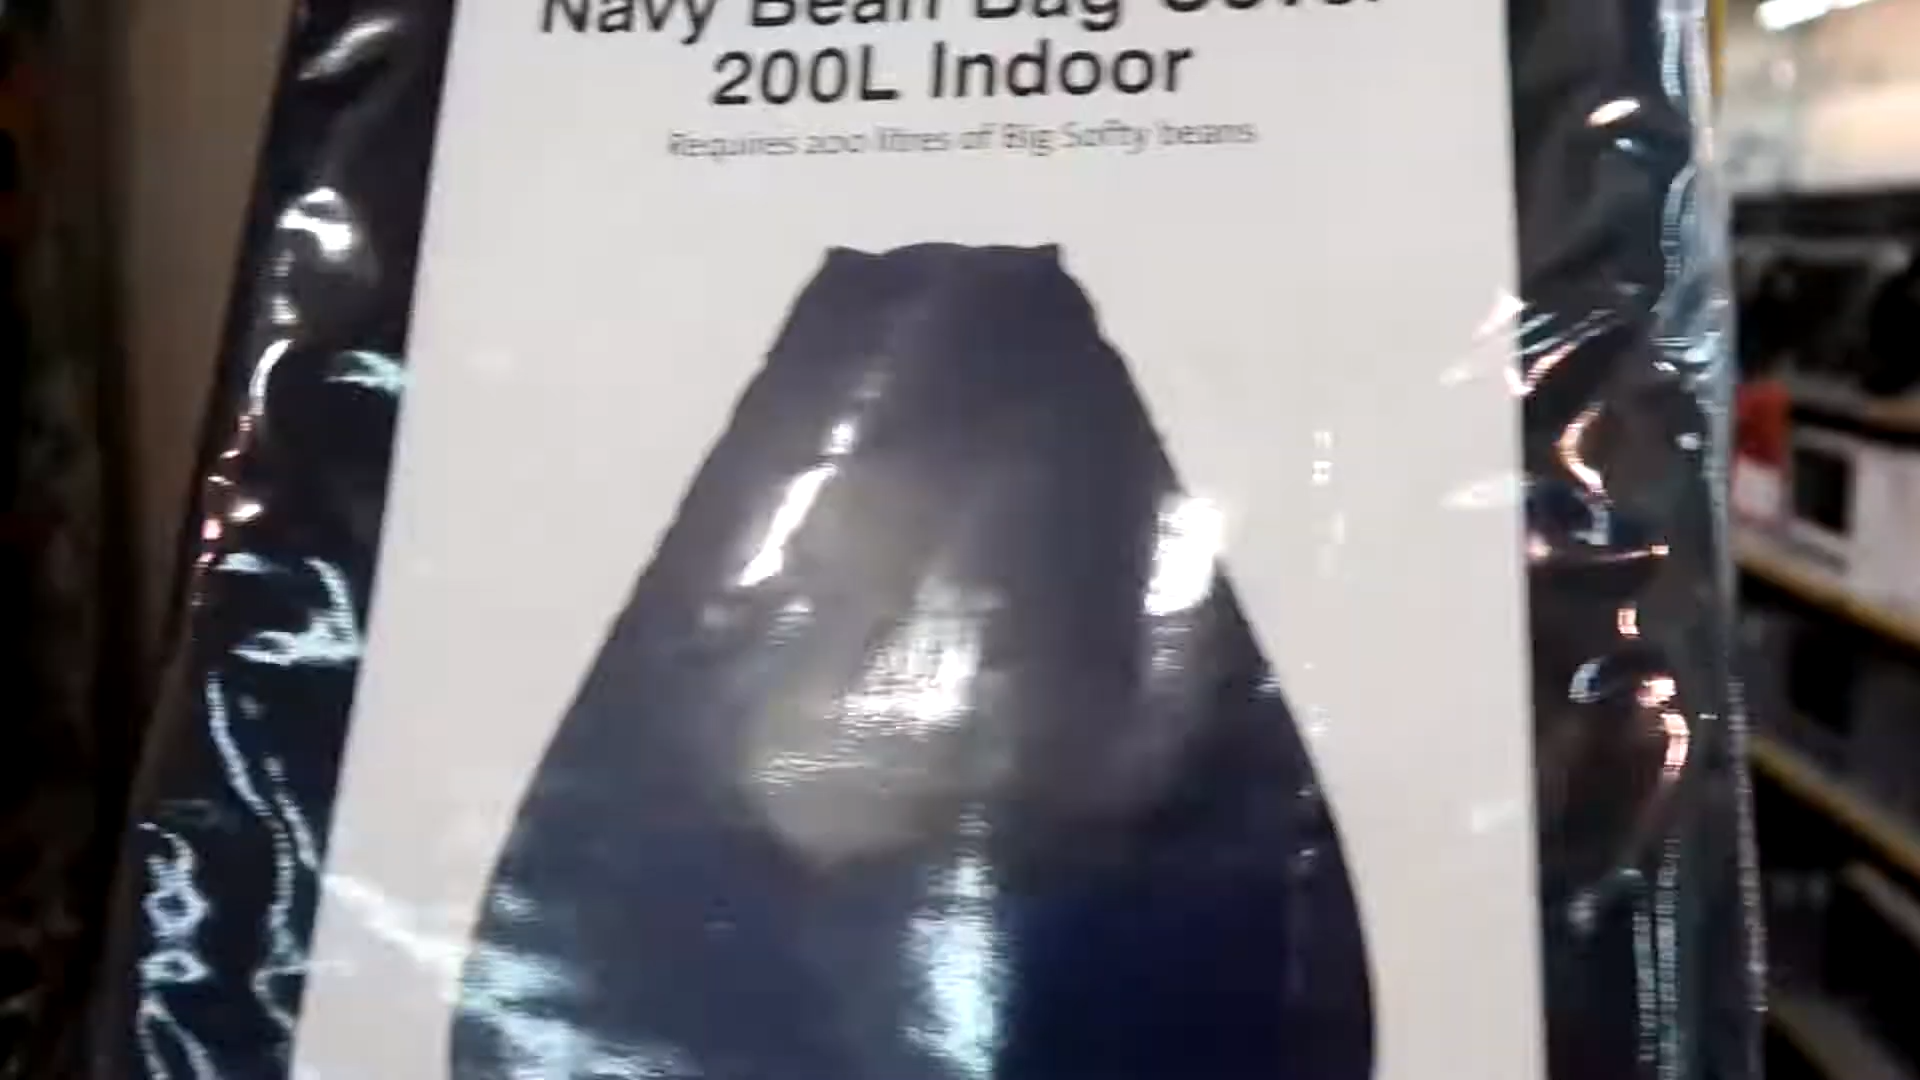 Navy Bean Bag Cover
200L Indoor
Requires 200 litres of Big Softy beans